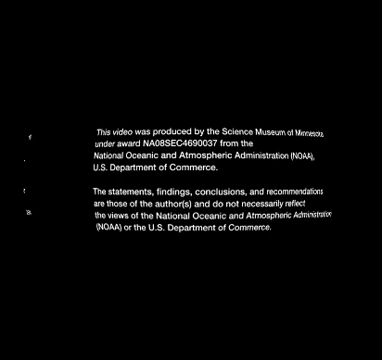 This video was produced by the Science Museum of Minnesota,
under award NA08SEC4690037 from the
National Oceanic and Atmospheric Administration (NOAA),
U.S. Department of Commerce.
The statements, findings, conclusions, and recommendations
are those of the author(s) and do not necessarily reflect
the views of the National Oceanic and Atmospheric Administration
(NOAA) or the U.S. Department of Commerce.